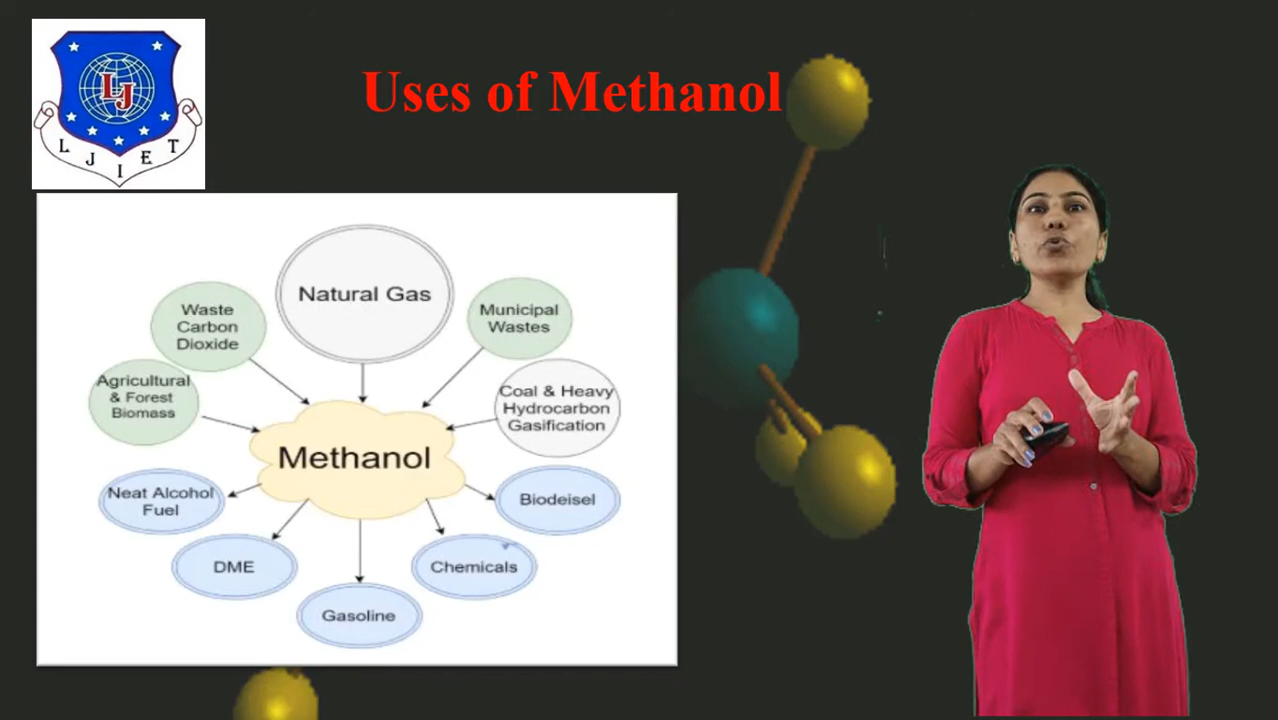 Uses of Methanol
LJ
L J I E T
Natural Gas
Waste
Carbon
Dioxide
Municipal
Wastes
Agricultural
& Forest
Biomass
Coal & Heavy
Hydrocarbon
Gasification
Methanol
Neat Alcohol
Fuel
Biodeisel
DME
Chemicals
Gasoline